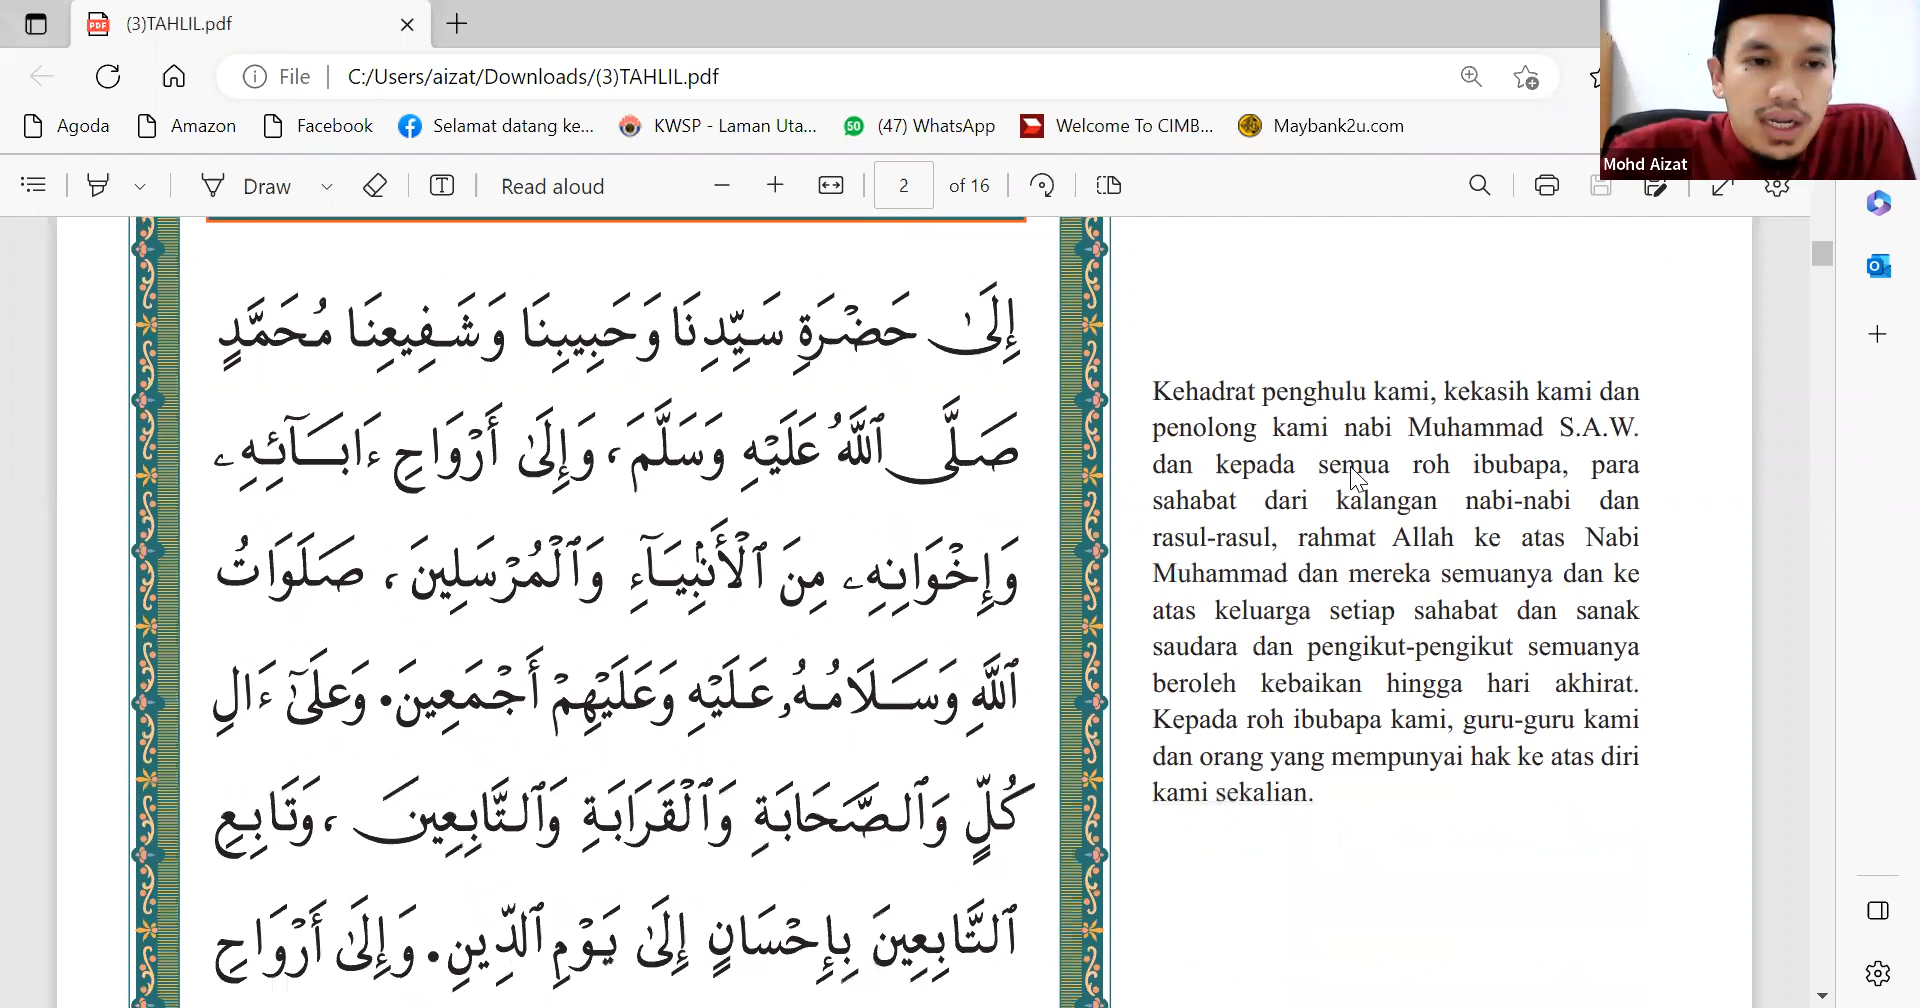 (3)TAHLIL.pdf
File
C:/Users/aizat/Downloads/(3)TAHLIL.pdf
Agoda
Amazon
Facebook
Selamat datang ke...
KWSP - Laman Uta...
50
(47) WhatsApp
Welcome To CIMB...
Maybank2u.com
Mohd Aizat
Draw
Read aloud
2
of 16
إِلَىٰ حَضْرَةِ سَيِّدِنَا وَحَبِيبِنَا وَشَفِيعِنَا مُحَمَّدٍ
صَلَّى ٱللَّهُ عَلَيْهِ وَسَلَّمَ، وَإِلَىٰ أَرْوَاحِ ءَابَآئِهِۦ
وَإِخْوَانِهِۦ مِنَ ٱلْأَنْبِيَآءِ وَٱلْمُرْسَلِينَ، صَلَوَاتُ
ٱللَّهِ وَسَلَامُهُۥ عَلَيْهِ وَعَلَيْهِمْ أَجْمَعِينَ. وَعَلَىٰٓ ءَالِ
كُلٍّ وَٱلصَّحَابَةِ وَٱلْقَرَابَةِ وَٱلتَّابِعِينَ، وَتَابِعِ
ٱلتَّابِعِينَ بِإِحْسَانٍ إِلَىٰ يَوْمِ ٱلدِّينِ. وَإِلَىٰ أَرْوَاحِ
Kehadrat penghulu kami, kekasih kami dan
penolong kami nabi Muhammad S.A.W.
dan kepada semua roh ibubapa, para
sahabat dari kalangan nabi-nabi dan
rasul-rasul, rahmat Allah ke atas Nabi
Muhammad dan mereka semuanya dan ke
atas keluarga setiap sahabat dan sanak
saudara dan pengikut-pengikut semuanya
beroleh kebaikan hingga hari akhirat.
Kepada roh ibubapa kami, guru-guru kami
dan orang yang mempunyai hak ke atas diri
kami sekalian.